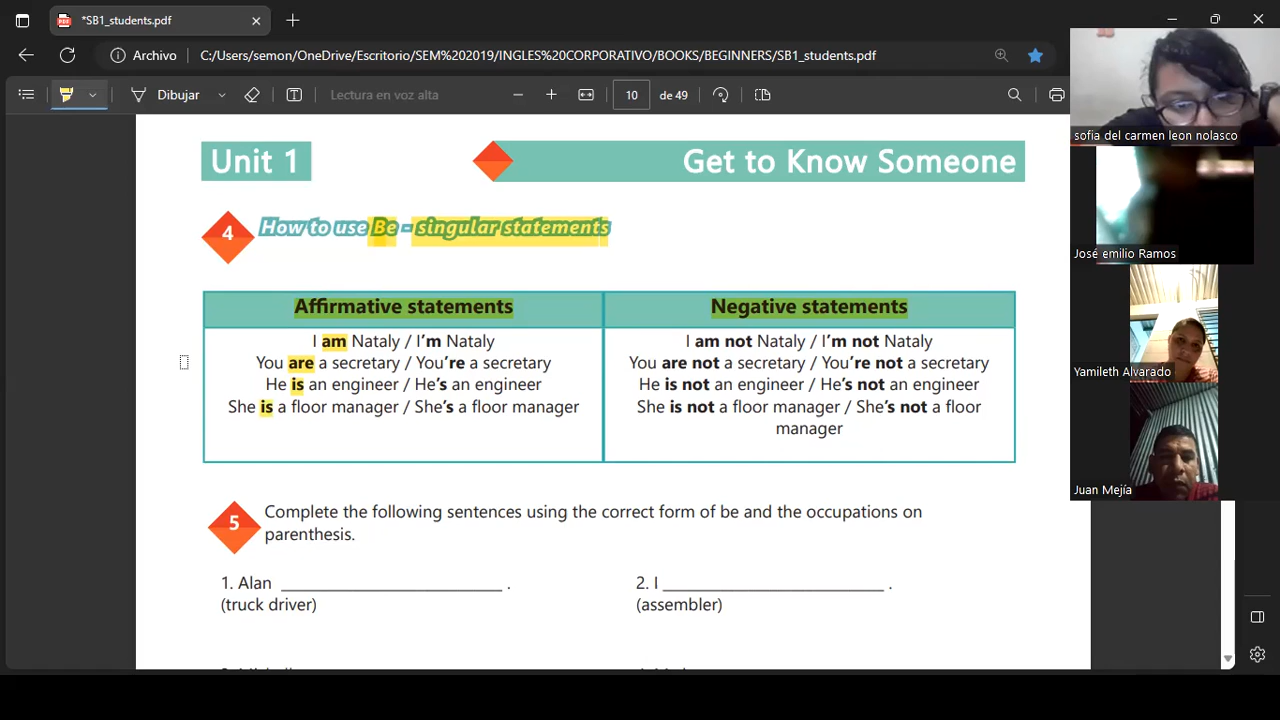 *SB1_students.pdf
Archivo
C:/Users/semon/OneDrive/Escritorio/SEM%202019/INGLES%20CORPORATIVO/BOOKS/BEGINNERS/SB1_students.pdf
Dibujar
Lectura en voz alta
10
de 49
Unit 1
Get to Know Someone
4
How to use Be - singular statements
Affirmative statements
I am Nataly / I'm Nataly
You are a secretary / You're a secretary
He is an engineer / He's an engineer
She is a floor manager / She's a floor manager
Negative statements
I am not Nataly / I'm not Nataly
You are not a secretary / You're not a secretary
He is not an engineer / He's not an engineer
She is not a floor manager / She's not a floor
manager
5
Complete the following sentences using the correct form of be and the occupations on
parenthesis.
1. Alan ______________________ .
(truck driver)
2. I ______________________ .
(assembler)
sofia del carmen leon nolasco
José emilio Ramos
Yamileth Alvarado
Juan Mejía